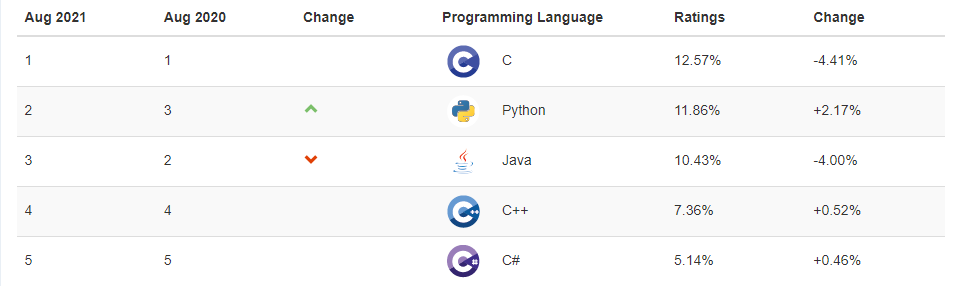 Aug 2021 Aug 2020 Change Programming Language Ratings Change
1 1 C 12.57% -4.41%
2 3 Python 11.86% +2.17%
3 2 Java 10.43% -4.00%
4 4 C++ 7.36% +0.52%
5 5 C# 5.14% +0.46%